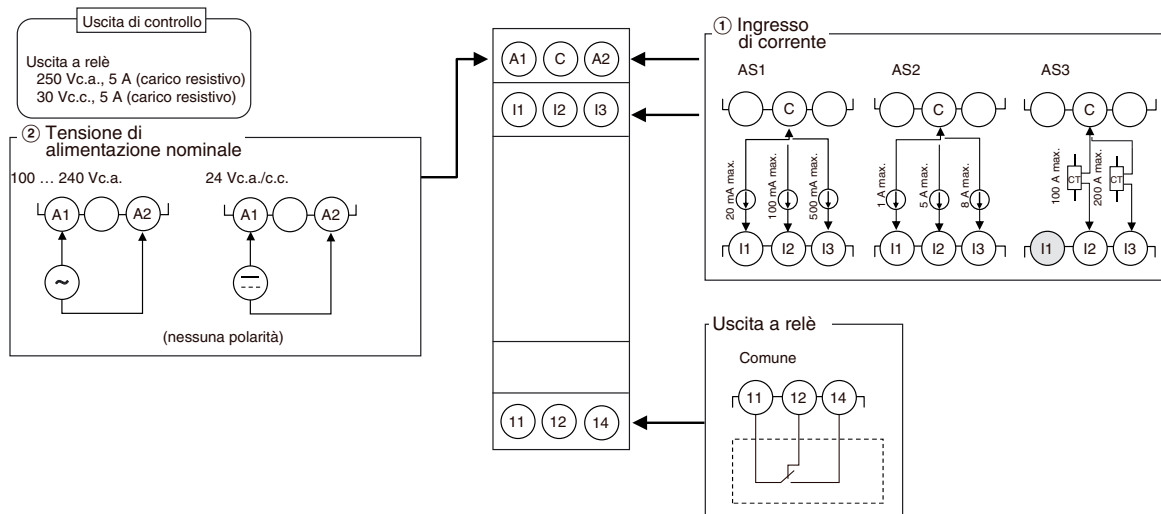 Uscita di controllo
Uscita a relè
250 Vc.a., 5 A (carico resistivo)
30 Vc.c., 5 A (carico resistivo)
② Tensione di
alimentazione nominale
100 ... 240 Vc.a.
24 Vc.a./c.c.
A1
A2
A1
A2
~
(nessuna polarità)
A1 C A2
I1 I2 I3
11 12 14
① Ingresso
di corrente
AS1
AS2
AS3
C
C
C
20 mA max.
100 mA max.
500 mA max.
1 A max.
5 A max.
8 A max.
100 A max.
CT
200 A max.
CT
I1 I2 I3
I1 I2 I3
I1 I2 I3
Uscita a relè
Comune
11 12 14